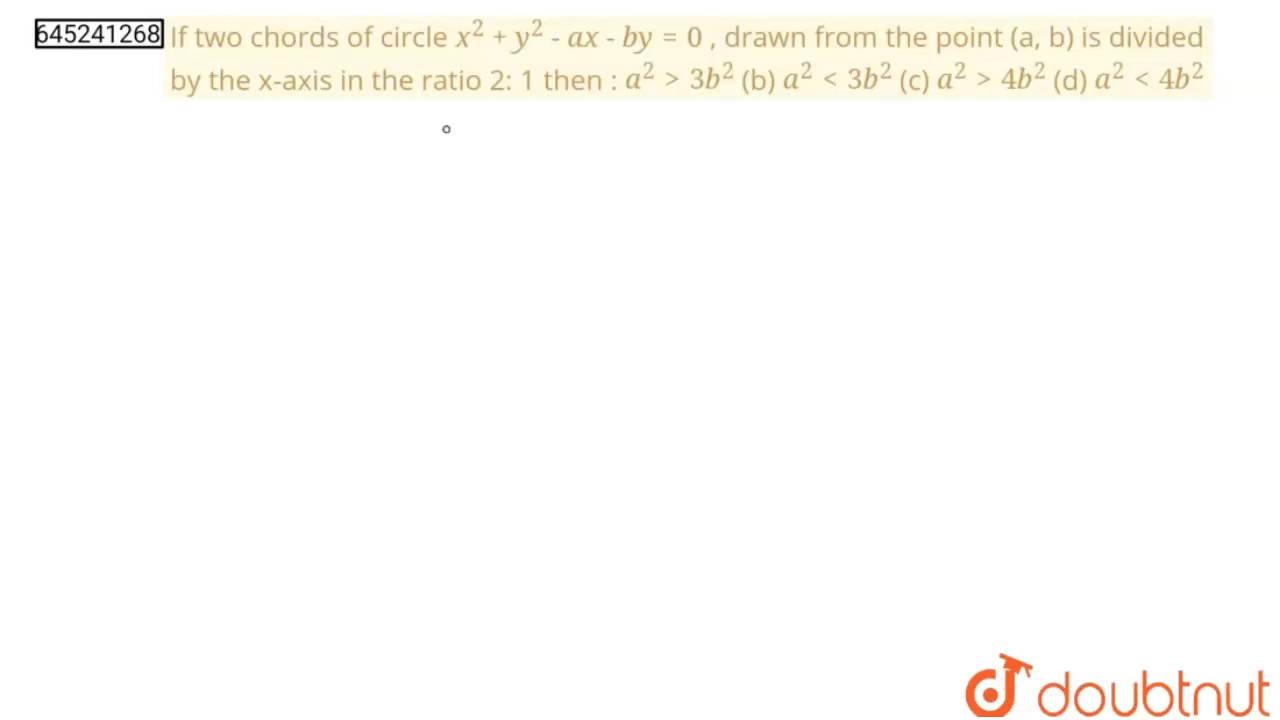 645241268 If two chords of circle x² + y² - ax - by = 0 , drawn from the point (a, b) is divided
by the x-axis in the ratio 2: 1 then : a² > 3b² (b) a² < 3b² (c) a² > 4b² (d) a² < 4b²
doubtnut